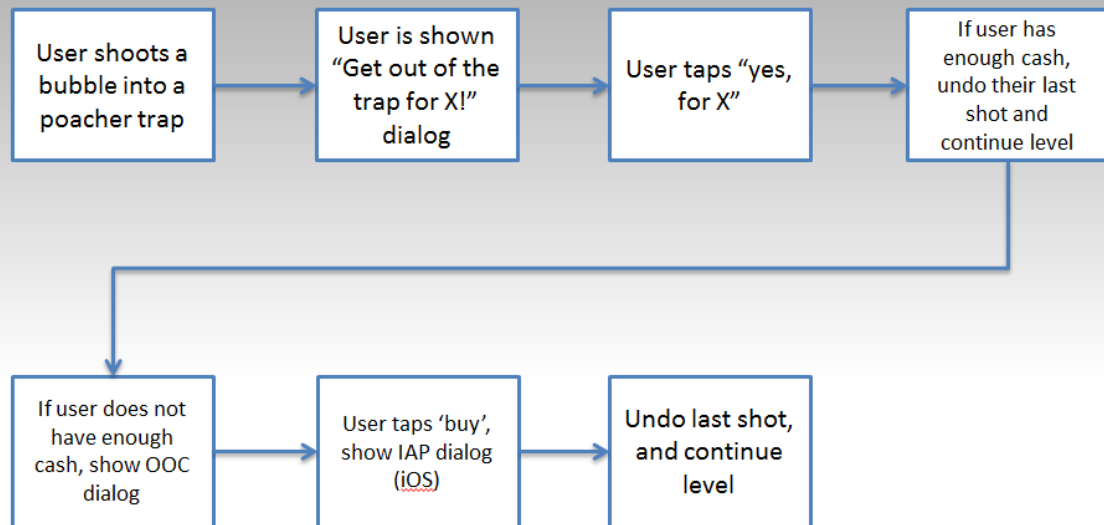 User shoots a
bubble into a
poacher trap
User is shown
“Get out of the
trap for X!”
dialog
User taps “yes,
for X”
If user has
enough cash,
undo their last
shot and
continue level
If user does not
have enough
cash, show OOC
dialog
User taps ‘buy’,
show IAP dialog
(iOS)
Undo last shot,
and continue
level